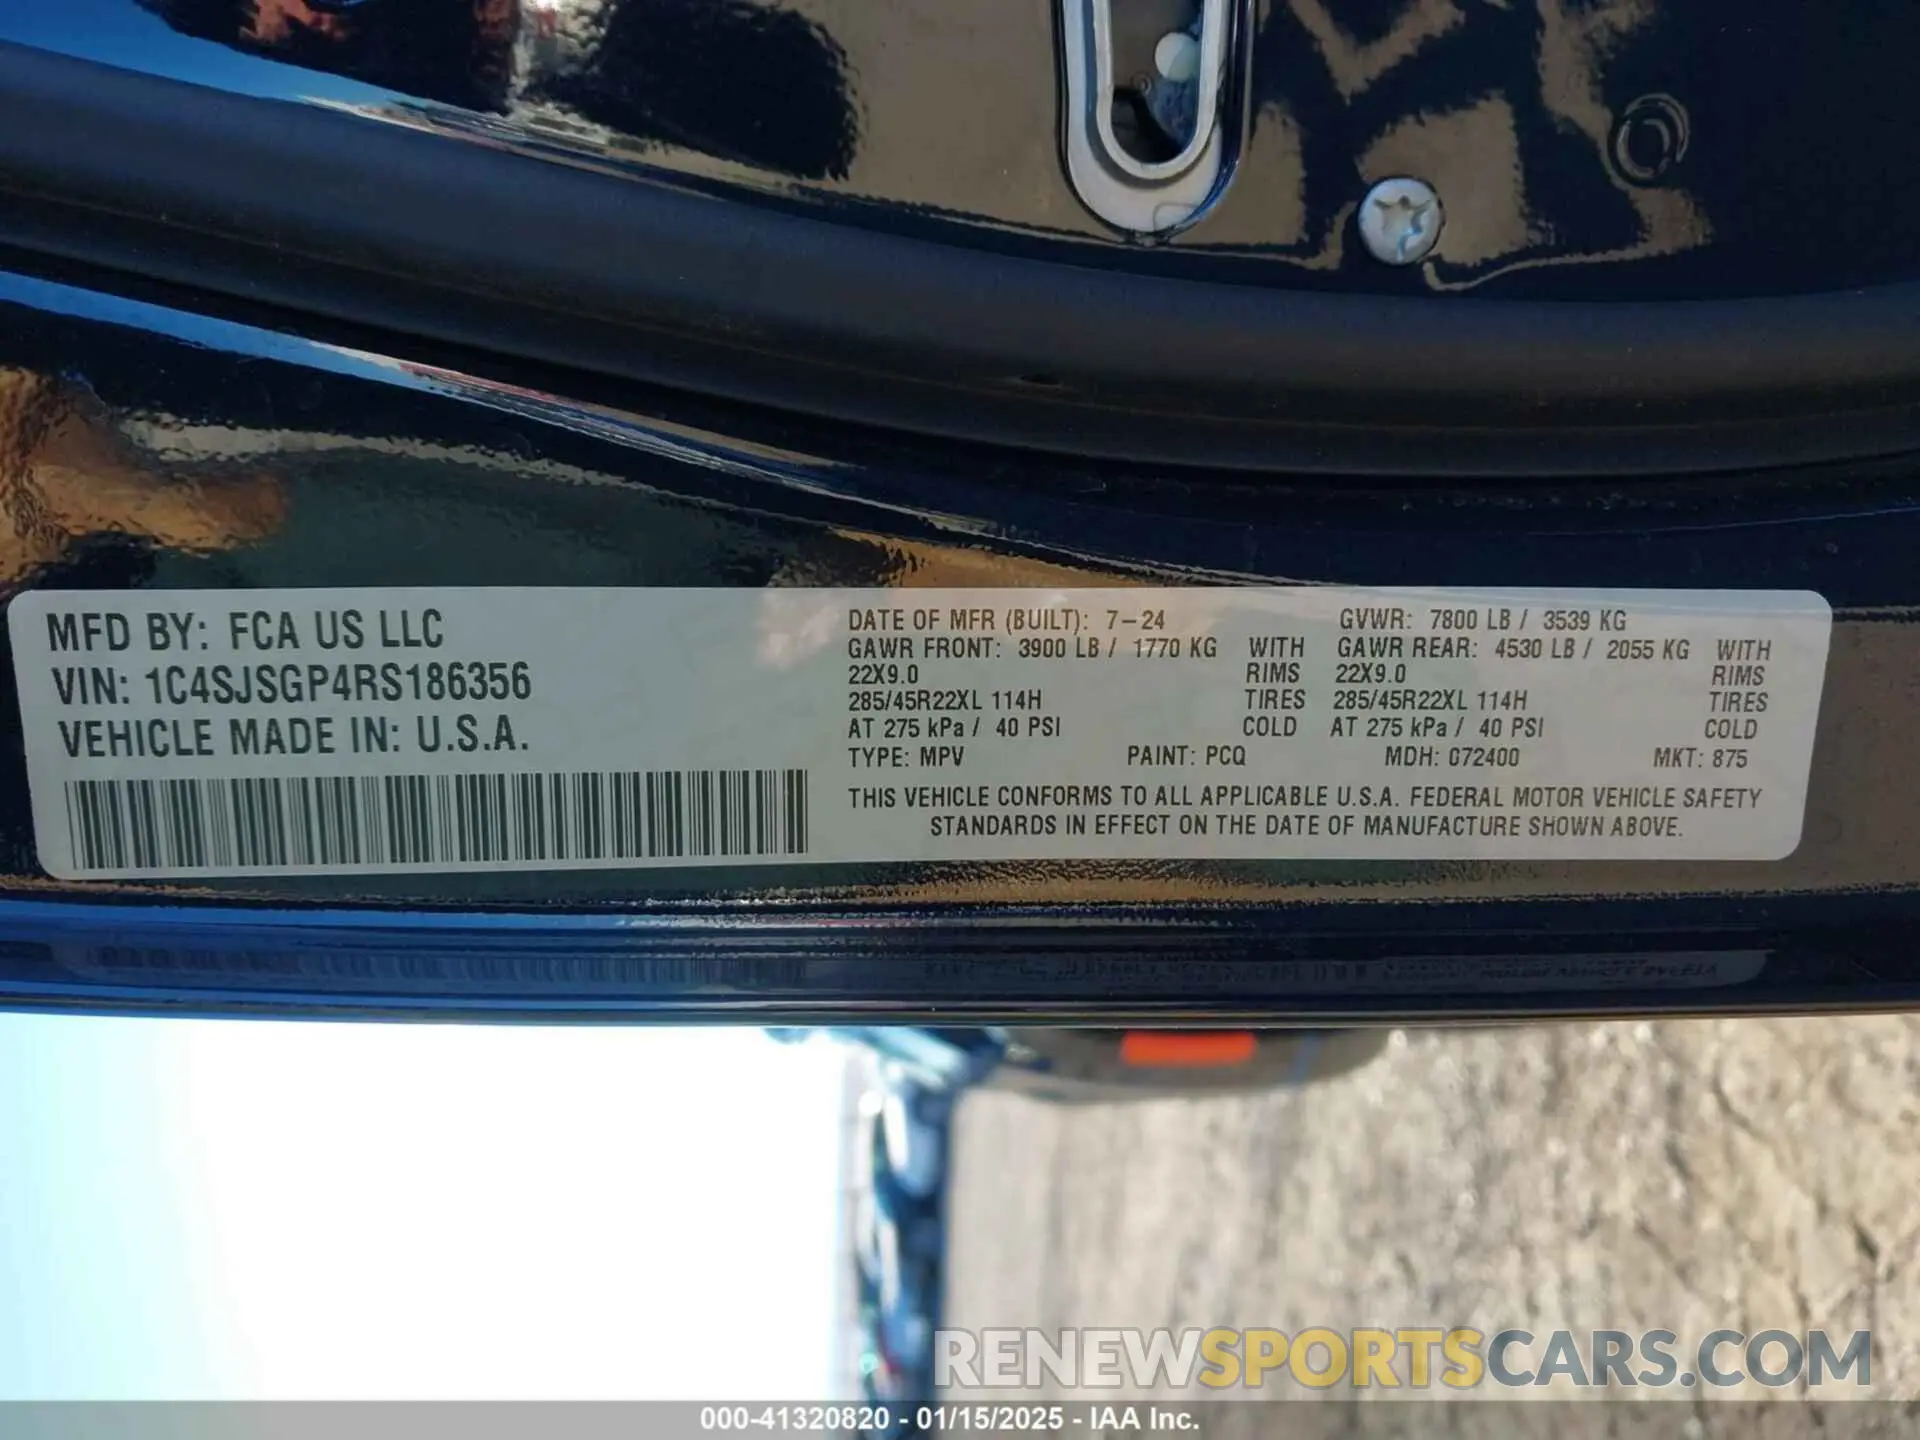 MFD BY: FCA US LLC
VIN: 1C4SJSGP4RS186356
VEHICLE MADE IN: U.S.A.
DATE OF MFR (BUILT): 7-24 GVWR: 7800 LB / 3539 KG
GAWR FRONT: 3900 LB / 1770 KG WITH GAWR REAR: 4530 LB / 2055 KG WITH
22X9.0 RIMS 22X9.0 RIMS
285/45R22XL 114H TIRES 285/45R22XL 114H TIRES
AT 275 kPa / 40 PSI COLD AT 275 kPa / 40 PSI COLD
TYPE: MPV PAINT: PCQ MDH: 072400 MKT: 875
THIS VEHICLE CONFORMS TO ALL APPLICABLE U.S.A. FEDERAL MOTOR VEHICLE SAFETY
STANDARDS IN EFFECT ON THE DATE OF MANUFACTURE SHOWN ABOVE.
RENEWSPORTSCARS.COM
000-41320820 - 01/15/2025 - IAA Inc.